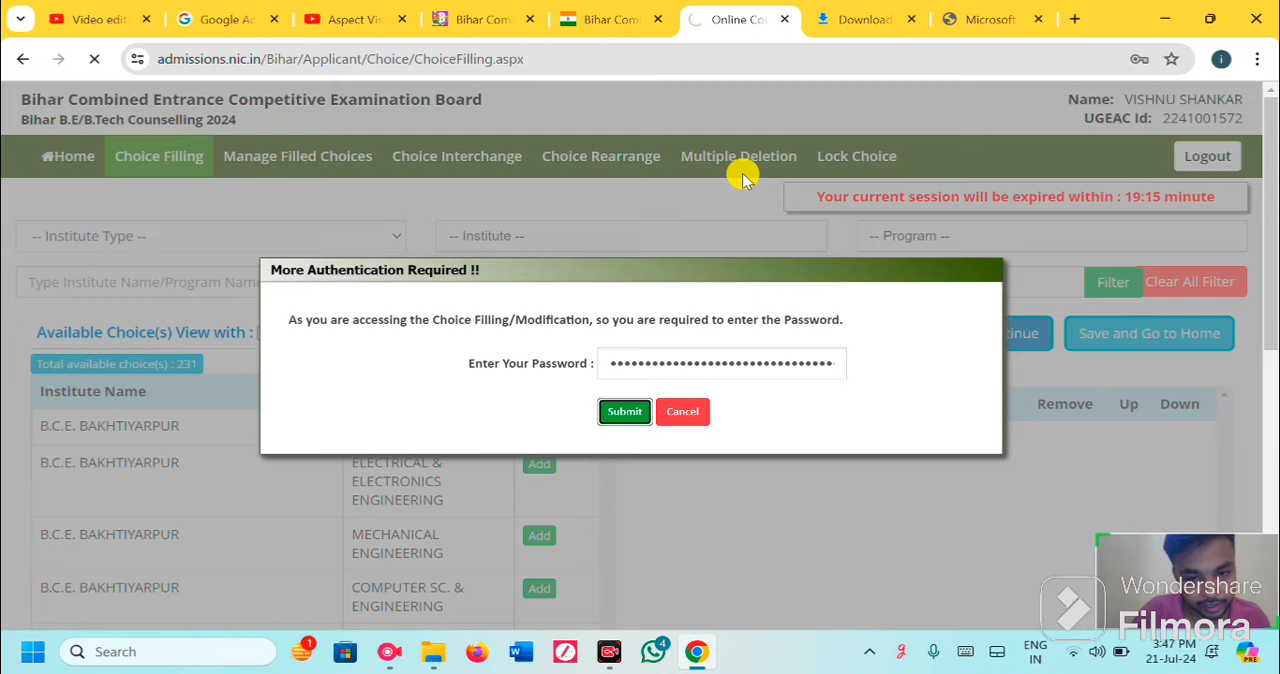 Video edi
Google Ac
Aspect Vis
Bihar Com
Bihar Com
Online Co
Download
Microsoft
admissions.nic.in/Bihar/Applicant/Choice/ChoiceFilling.aspx
i
Bihar Combined Entrance Competitive Examination Board
Name: VISHNU SHANKAR
Bihar B.E/B.Tech Counselling 2024
UGEAC Id: 2241001572
Home Choice Filling Manage Filled Choices Choice Interchange Choice Rearrange Multiple Deletion Lock Choice Logout
Your current session will be expired within : 19:15 minute
-- Institute Type -- -- Institute -- -- Program --
Type Institute Name/Program Name Filter Clear All Filter
More Authentication Required !!
As you are accessing the Choice Filling/Modification, so you are required to enter the Password.
Enter Your Password :
Submit Cancel
Available Choice(s) View with : tinue Save and Go to Home
Total available choice(s) : 231
Institute Name Remove Up Down
B.C.E. BAKHTIYARPUR
B.C.E. BAKHTIYARPUR ELECTRICAL & Add
ELECTRONICS
ENGINEERING
B.C.E. BAKHTIYARPUR MECHANICAL Add
ENGINEERING
B.C.E. BAKHTIYARPUR COMPUTER SC. & Add
ENGINEERING
Wondershare
Filmora
Search
1
4
ENG
IN
3:47 PM
21-Jul-24
PRE